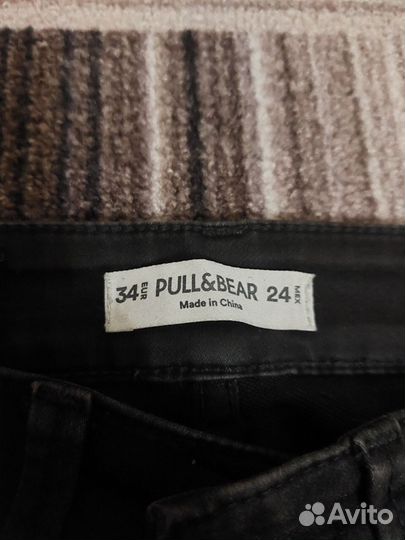 34 EUR PULL&BEAR 24 MEX
Made in China
Avito